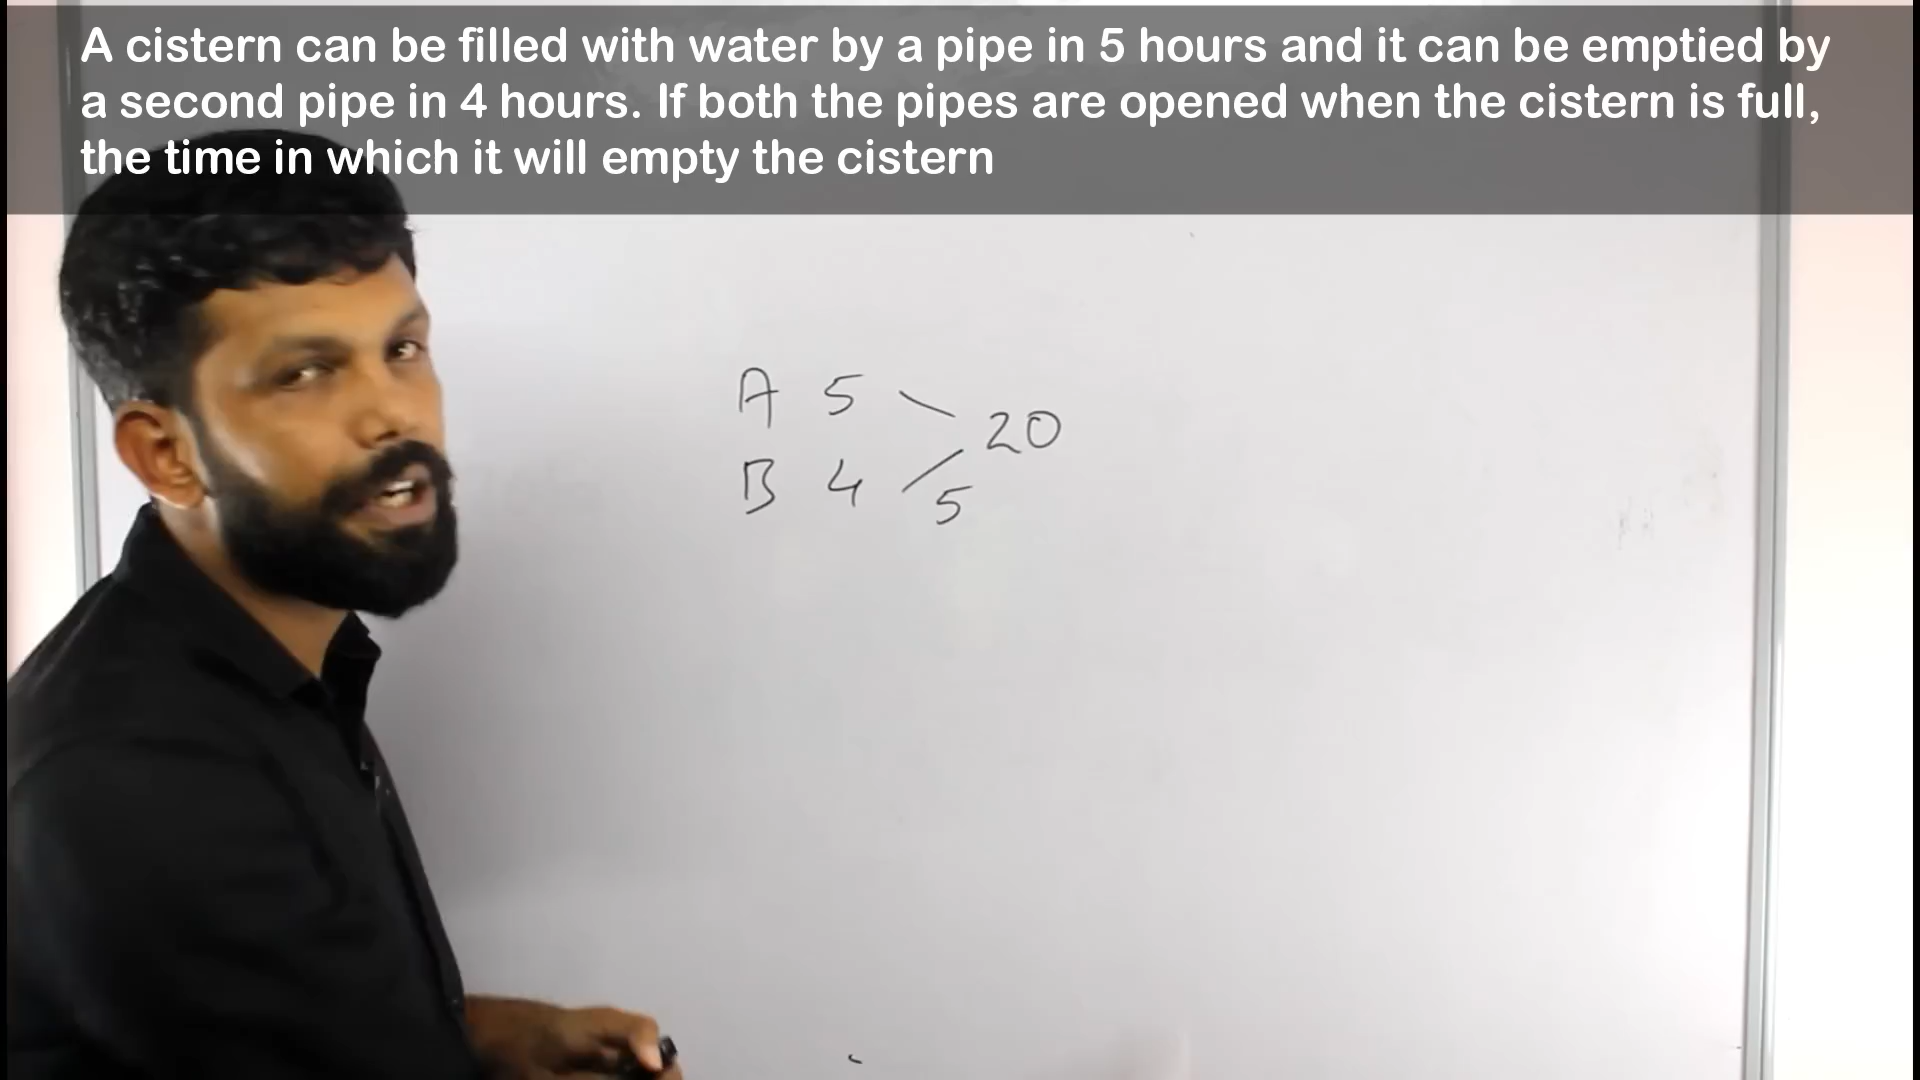 A cistern can be filled with water by a pipe in 5 hours and it can be emptied by
a second pipe in 4 hours. If both the pipes are opened when the cistern is full,
the time in which it will empty the cistern
A 5
20
B 4
5